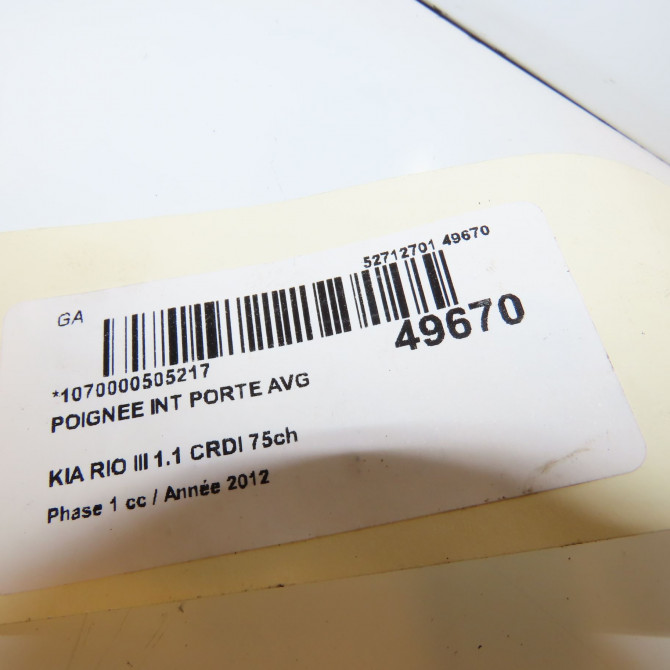 52712701 49670
GA
49670
*1070000505217
POIGNEE INT PORTE AVG
KIA RIO III 1.1 CRDI 75ch
Phase 1 cc / Année 2012